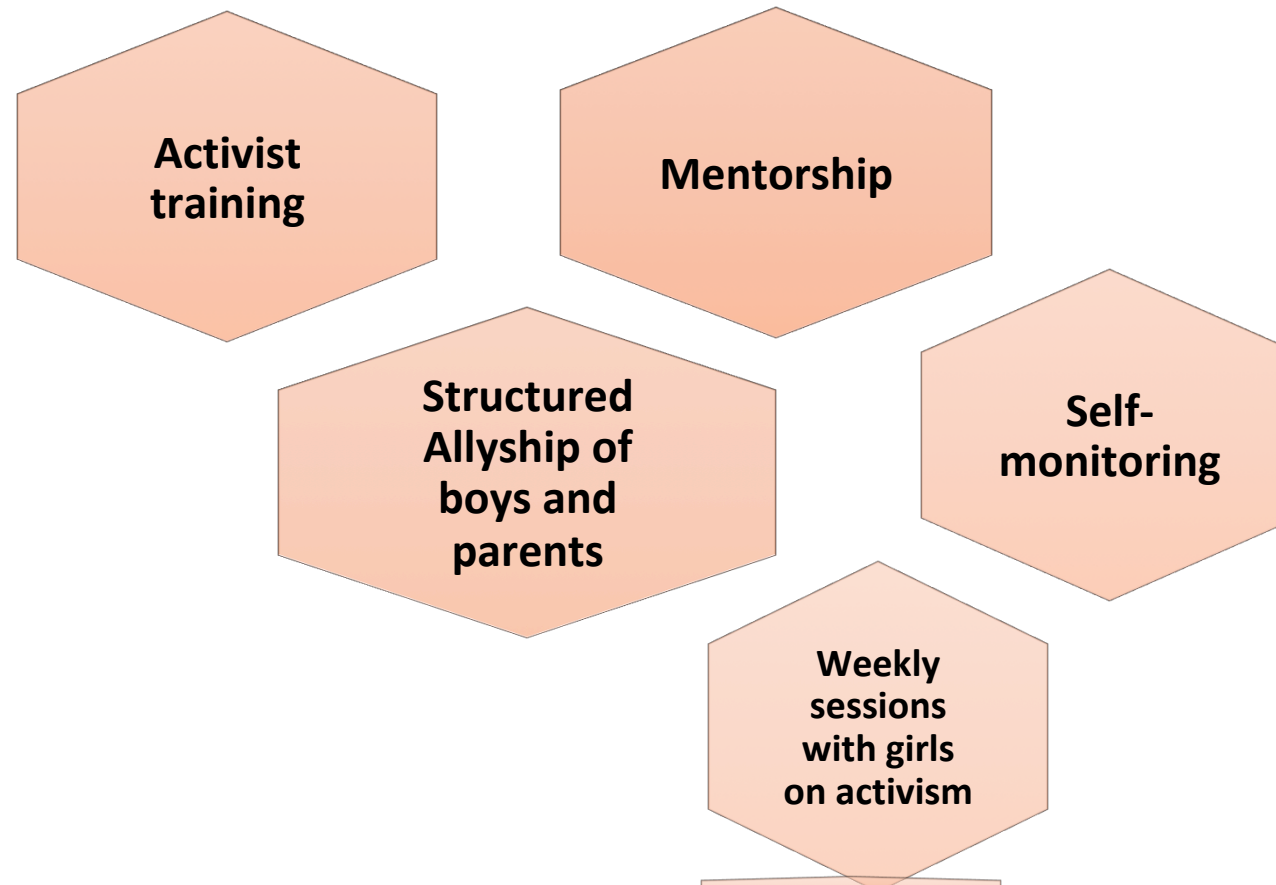 Activist
training
Mentorship
Structured
Allyship of
boys and
parents
Self-
monitoring
Weekly
sessions
with girls
on activism